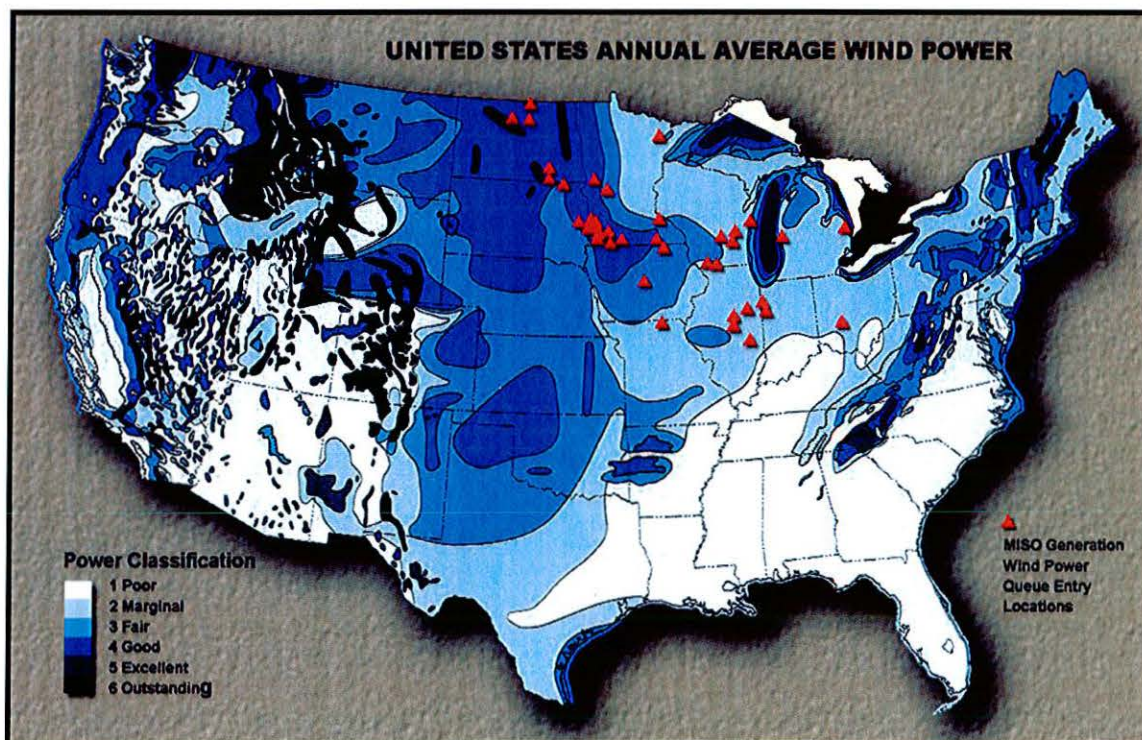 UNITED STATES ANNUAL AVERAGE WIND POWER
Power Classification
1 Poor
2 Marginal
3 Fair
4 Good
5 Excellent
6 Outstanding
MISO Generation
Wind Power
Queue Entry
Locations